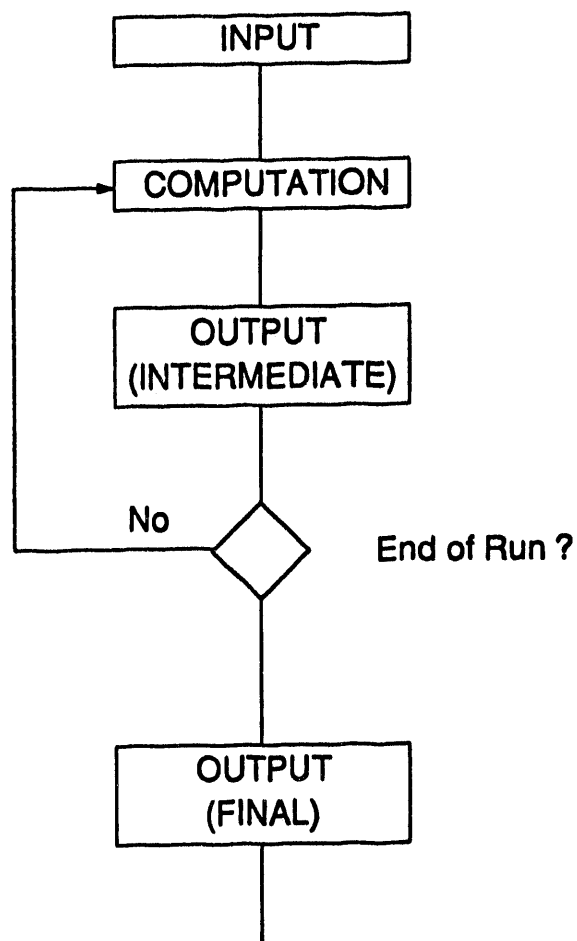 INPUT
COMPUTATION
OUTPUT
(INTERMEDIATE)
No
End of Run ?
OUTPUT
(FINAL)